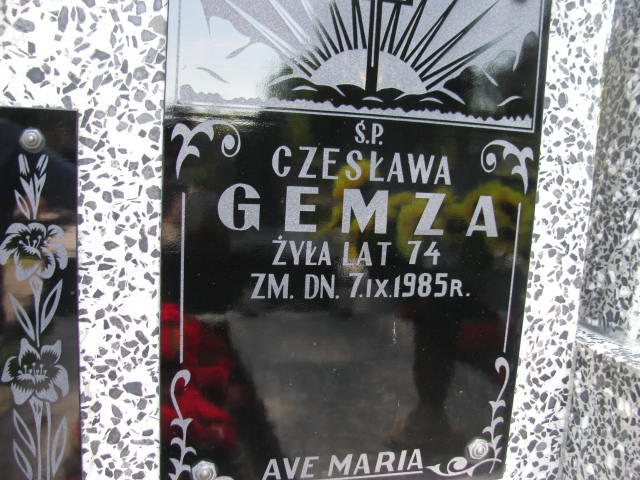 Ś.P.
CZESŁAWA
GEMZA
ŻYŁA LAT 74
ZM. DN. 7.IX.1985R.
AVE MARIA